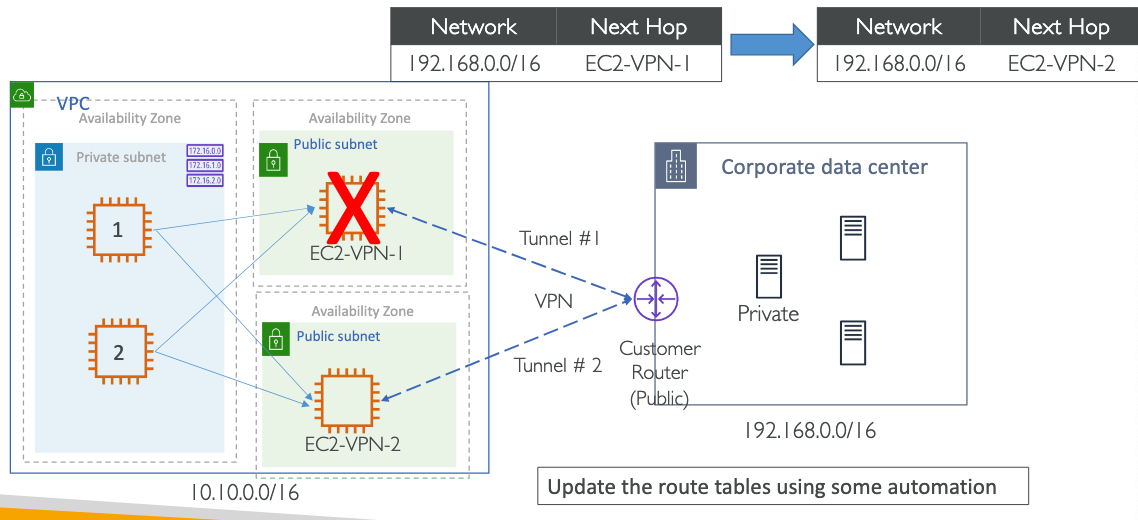 Network Next Hop
192.168.0.0/16 EC2-VPN-1
Network Next Hop
192.168.0.0/16 EC2-VPN-2
VPC
Availability Zone
Private subnet
172.16.0.0
172.16.1.0
172.16.2.0
1
2
Availability Zone
Public subnet
X
EC2-VPN-1
Availability Zone
Public subnet
EC2-VPN-2
10.10.0.0/16
Tunnel #1
VPN
Tunnel # 2
Customer
Router
(Public)
Corporate data center
Private
192.168.0.0/16
Update the route tables using some automation